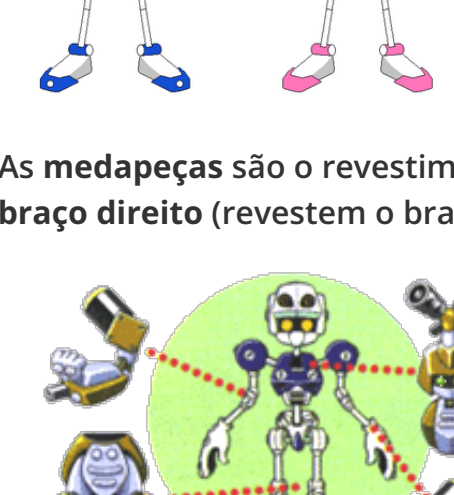 As medapeças são o revestim
braço direito (revestem o bra